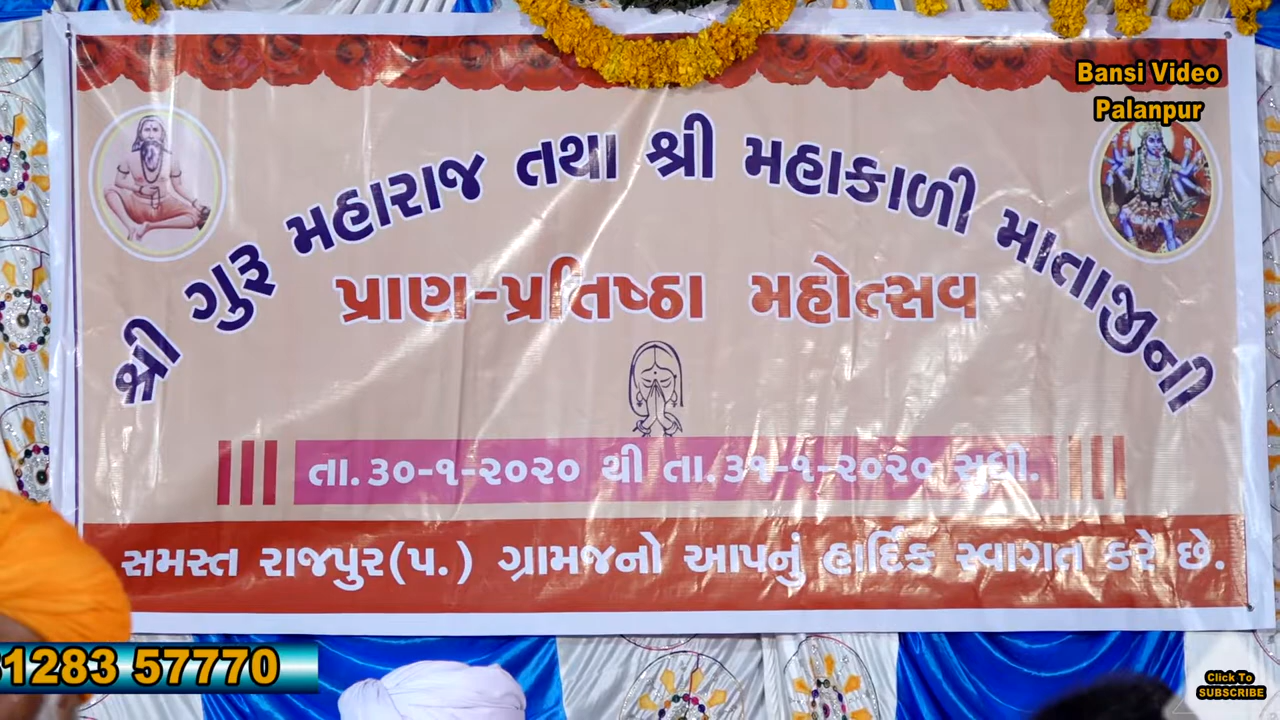 Bansi Video
Palanpur
શ્રી ગુરૂ મહારાજ તથા શ્રી મહાકાળી માતાજીની
પ્રાણ-પ્રતિષ્ઠા મહોત્સવ
તા. ૩૦-૧-૨૦૨૦ થી તા. ૩૧-૧-૨૦૨૦ સુધી.
સમસ્ત રાજપુર(પ.) ગ્રામજનો આપનું હાર્દિક સ્વાગત કરે છે.
1283 57770
Click To
SUBSCRIBE